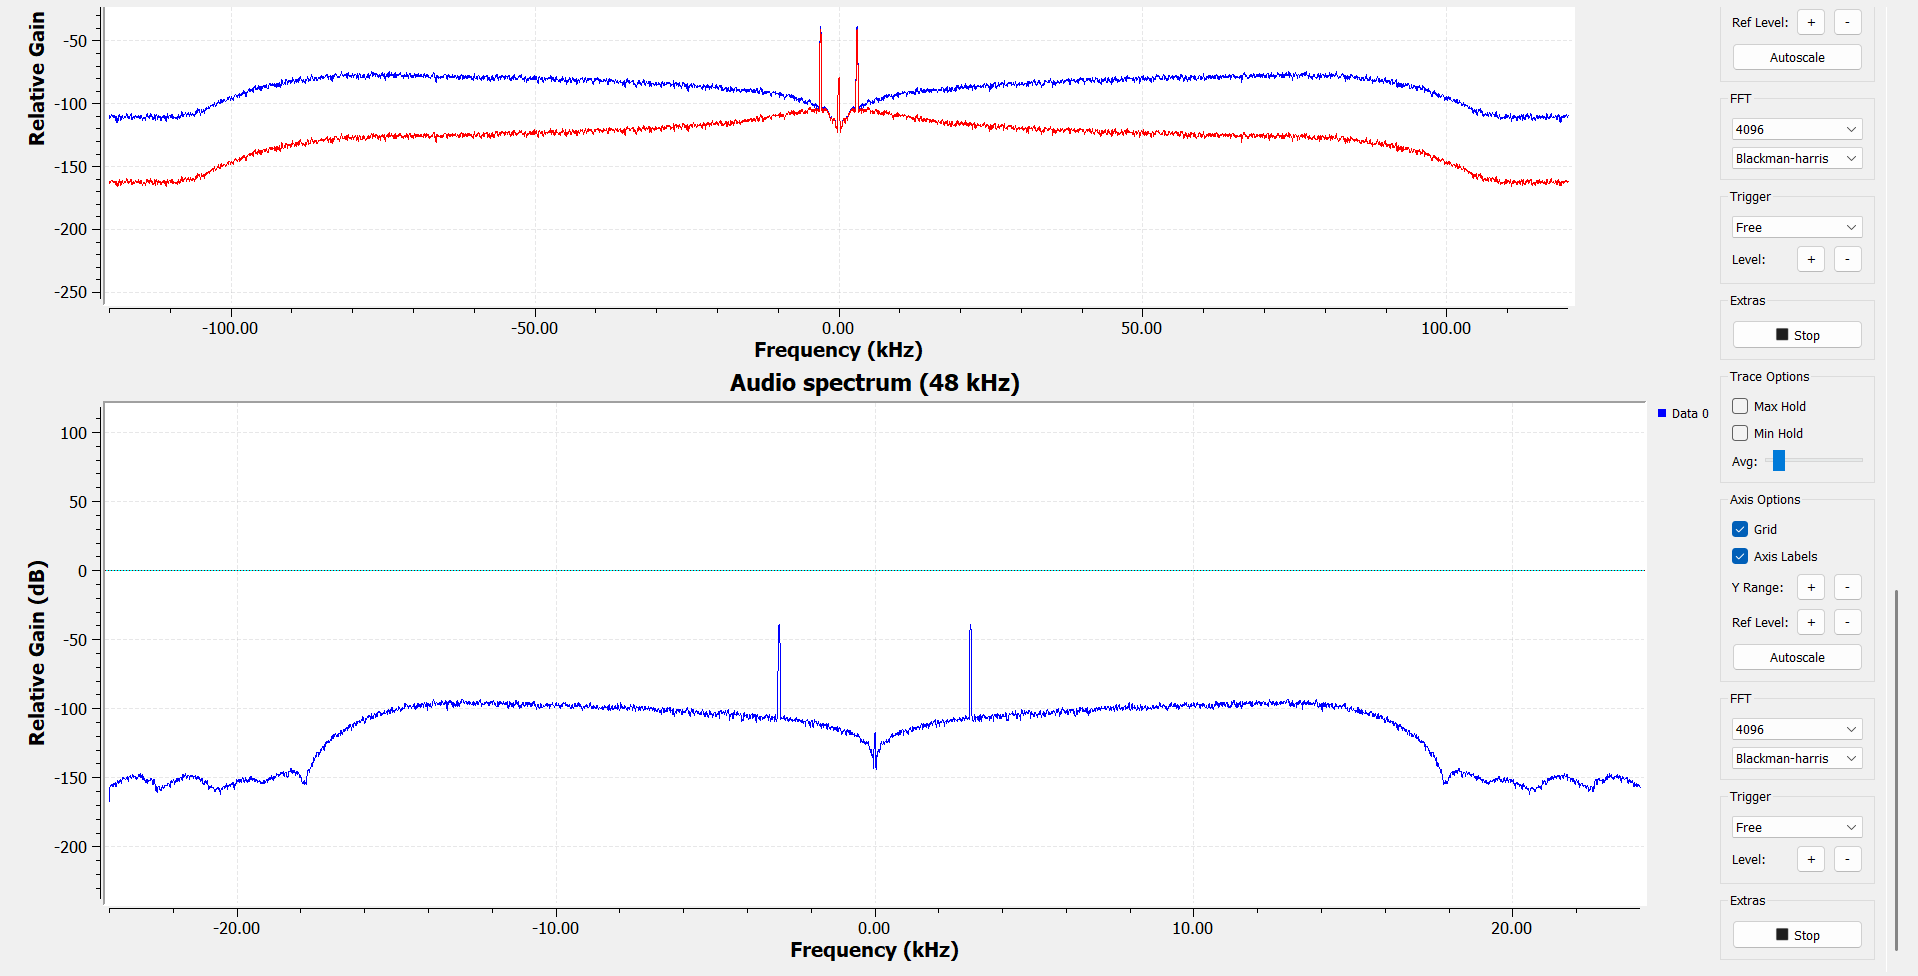 Relative Gain
-50
-100
-150
-200
-250
-100.00 -50.00 0.00 50.00 100.00
Frequency (kHz)
Ref Level: + -
Autoscale
FFT
4096
Blackman-harris
Trigger
Free
Level: + -
Extras
Stop
Audio spectrum (48 kHz)
Relative Gain (dB)
100
50
0
-50
-100
-150
-200
-20.00 -10.00 0.00 10.00 20.00
Frequency (kHz)
Data 0
Trace Options
Max Hold
Min Hold
Avg:
Axis Options
Grid
Axis Labels
Y Range: + -
Ref Level: + -
Autoscale
FFT
4096
Blackman-harris
Trigger
Free
Level: + -
Extras
Stop